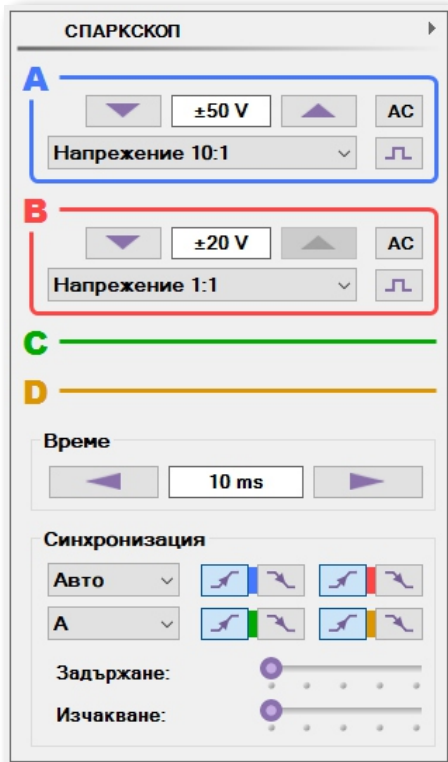 СПАРКСКОП
A
±50 V AC
Напрежение 10:1
B
±20 V AC
Напрежение 1:1
C
D
Време
10 ms
Синхронизация
Авто
A
Задържане:
Изчакване: